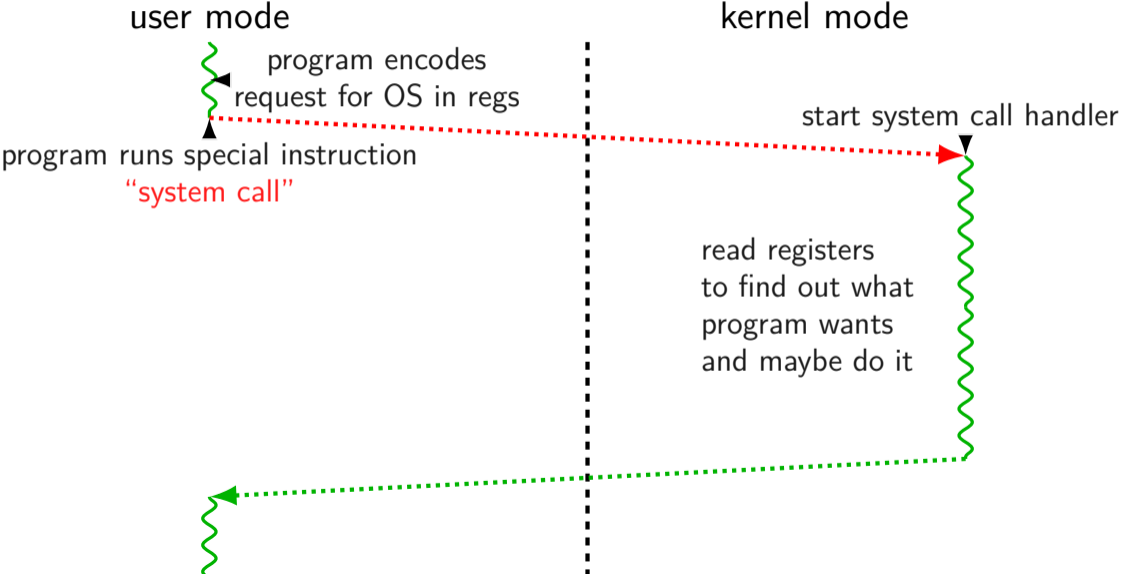 user mode
kernel mode
program encodes
request for OS in regs
start system call handler
program runs special instruction
“system call”
read registers
to find out what
program wants
and maybe do it